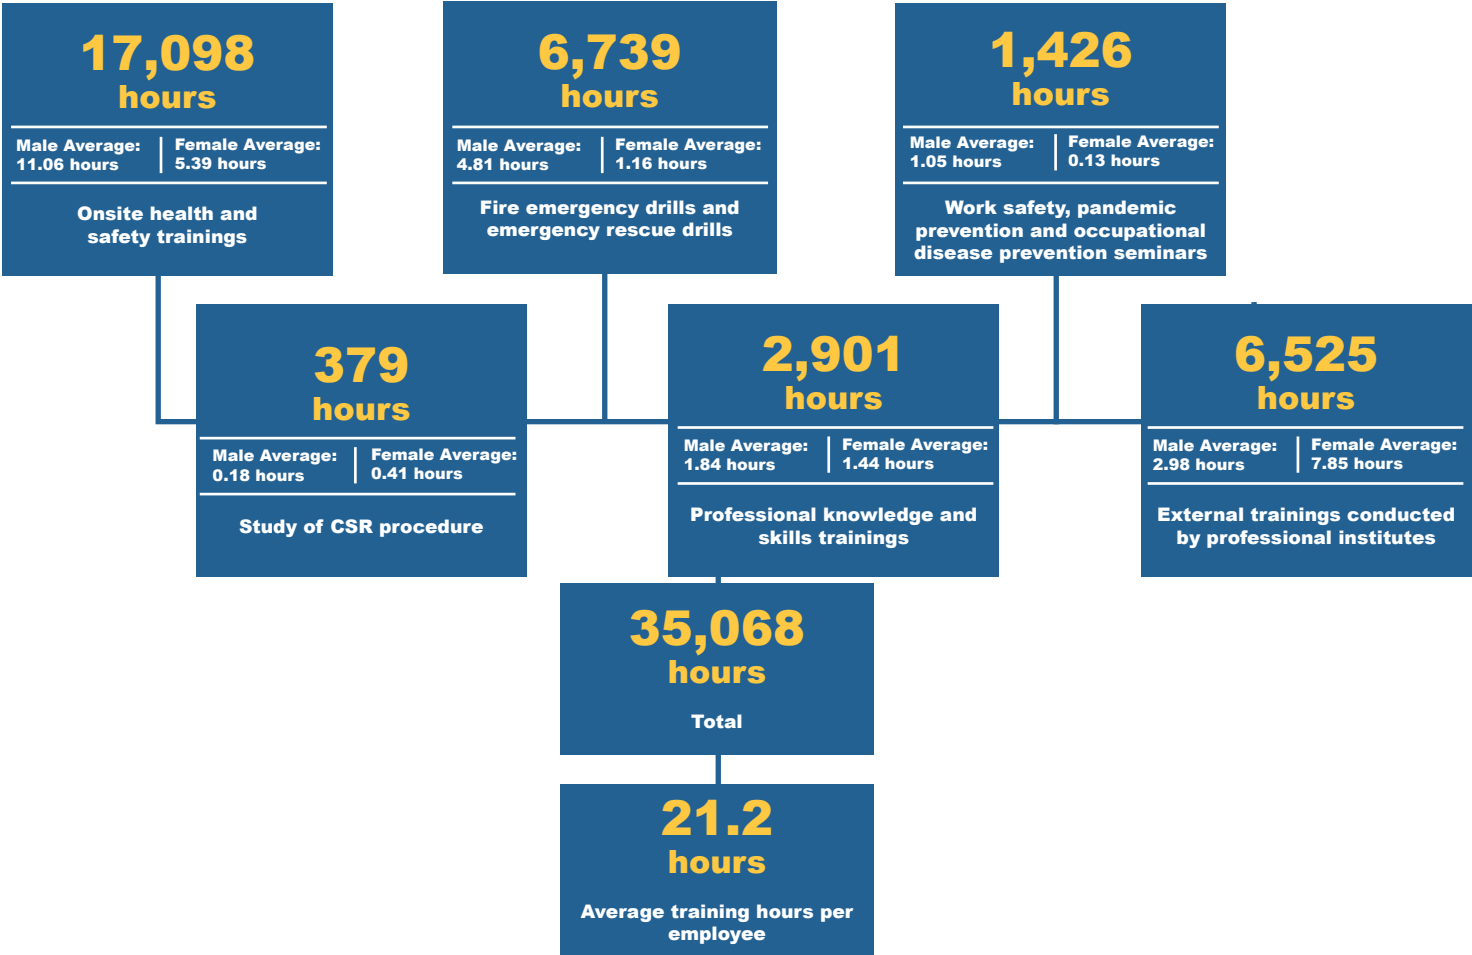 17,098
hours
Male Average:
11.06 hours
Female Average:
5.39 hours
Onsite health and
safety trainings
6,739
hours
Male Average:
4.81 hours
Female Average:
1.16 hours
Fire emergency drills and
emergency rescue drills
1,426
hours
Male Average:
1.05 hours
Female Average:
0.13 hours
Work safety, pandemic
prevention and occupational
disease prevention seminars
379
hours
Male Average:
0.18 hours
Female Average:
0.41 hours
Study of CSR procedure
2,901
hours
Male Average:
1.84 hours
Female Average:
1.44 hours
Professional knowledge and
skills trainings
6,525
hours
Male Average:
2.98 hours
Female Average:
7.85 hours
External trainings conducted
by professional institutes
35,068
hours
Total
21.2
hours
Average training hours per
employee